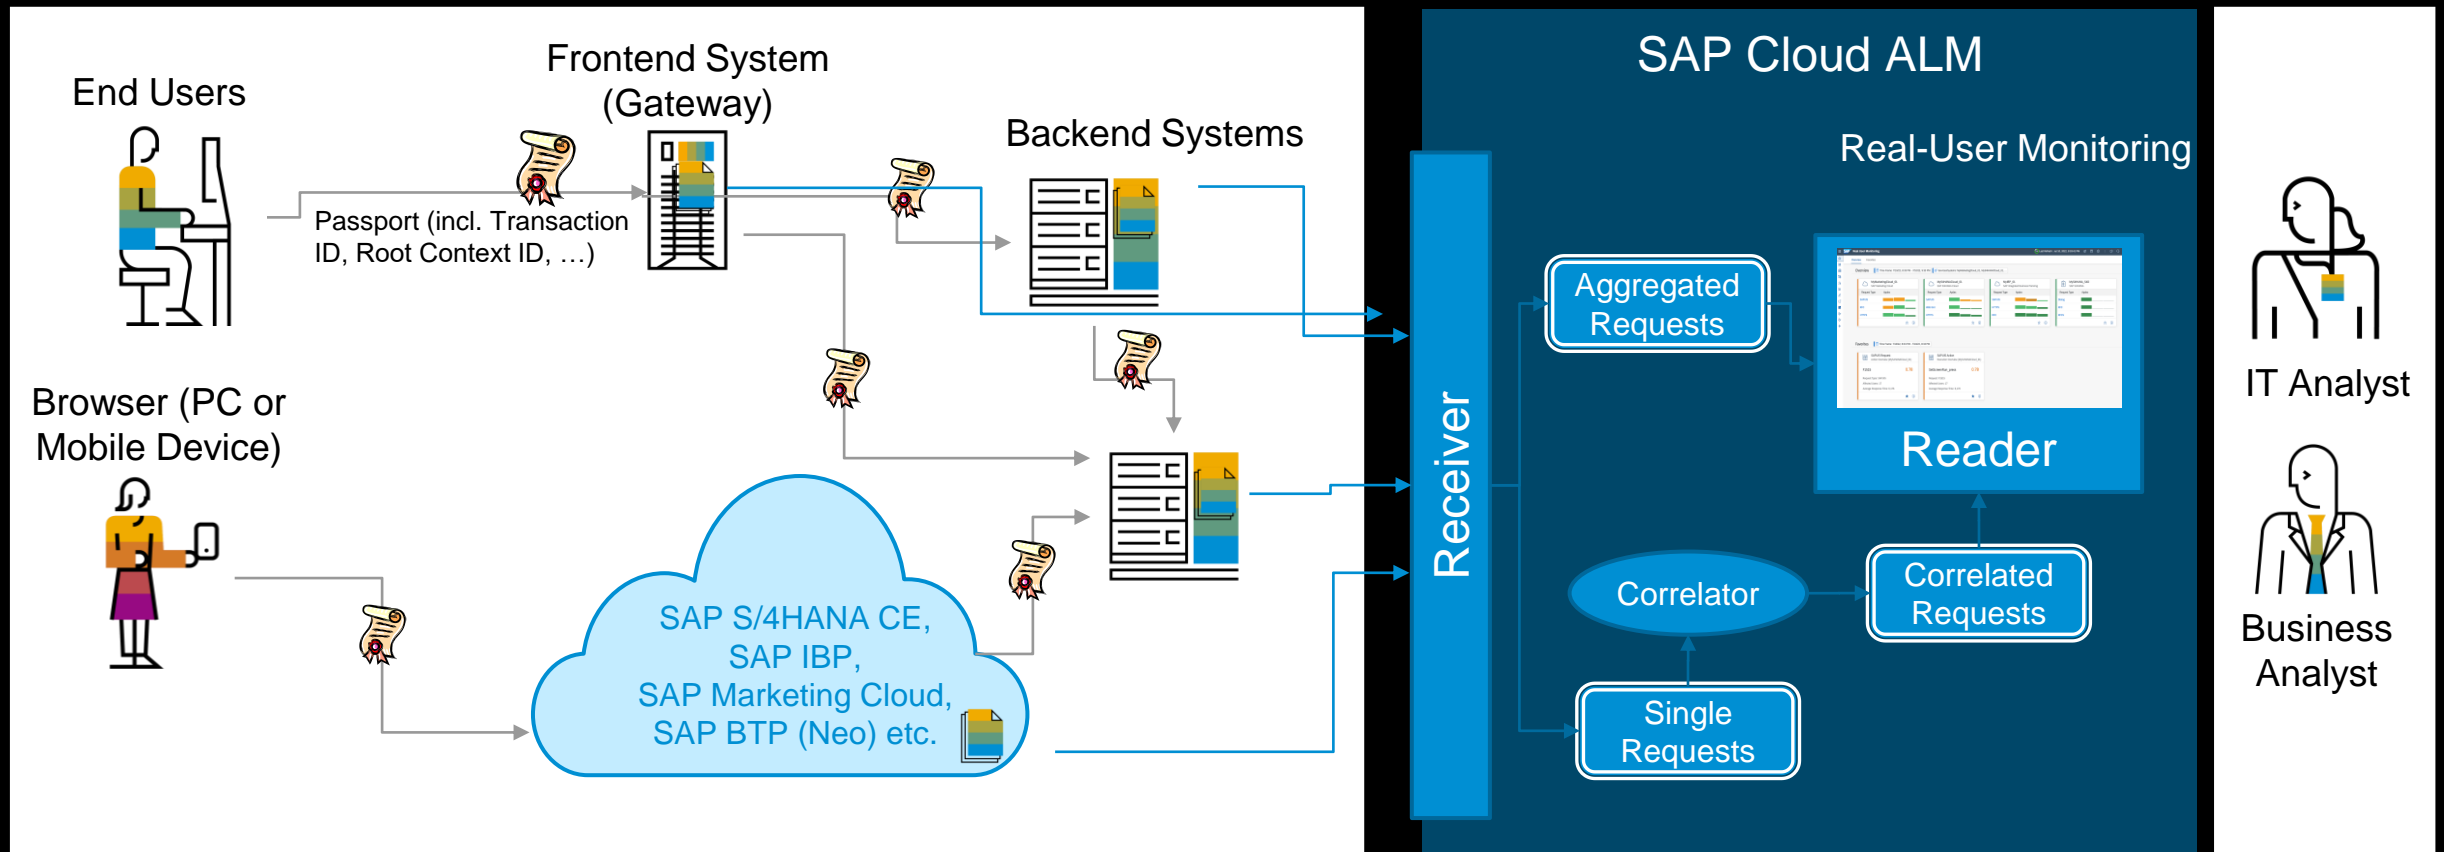 End Users
Frontend System
(Gateway)
Backend Systems
Passport (incl. Transaction
ID, Root Context ID, …)
Browser (PC or
Mobile Device)
SAP S/4HANA CE,
SAP IBP,
SAP Marketing Cloud,
SAP BTP (Neo) etc.
SAP Cloud ALM
Real-User Monitoring
Receiver
Aggregated
Requests
Reader
Correlator
Correlated
Requests
Single
Requests
IT Analyst
Business
Analyst